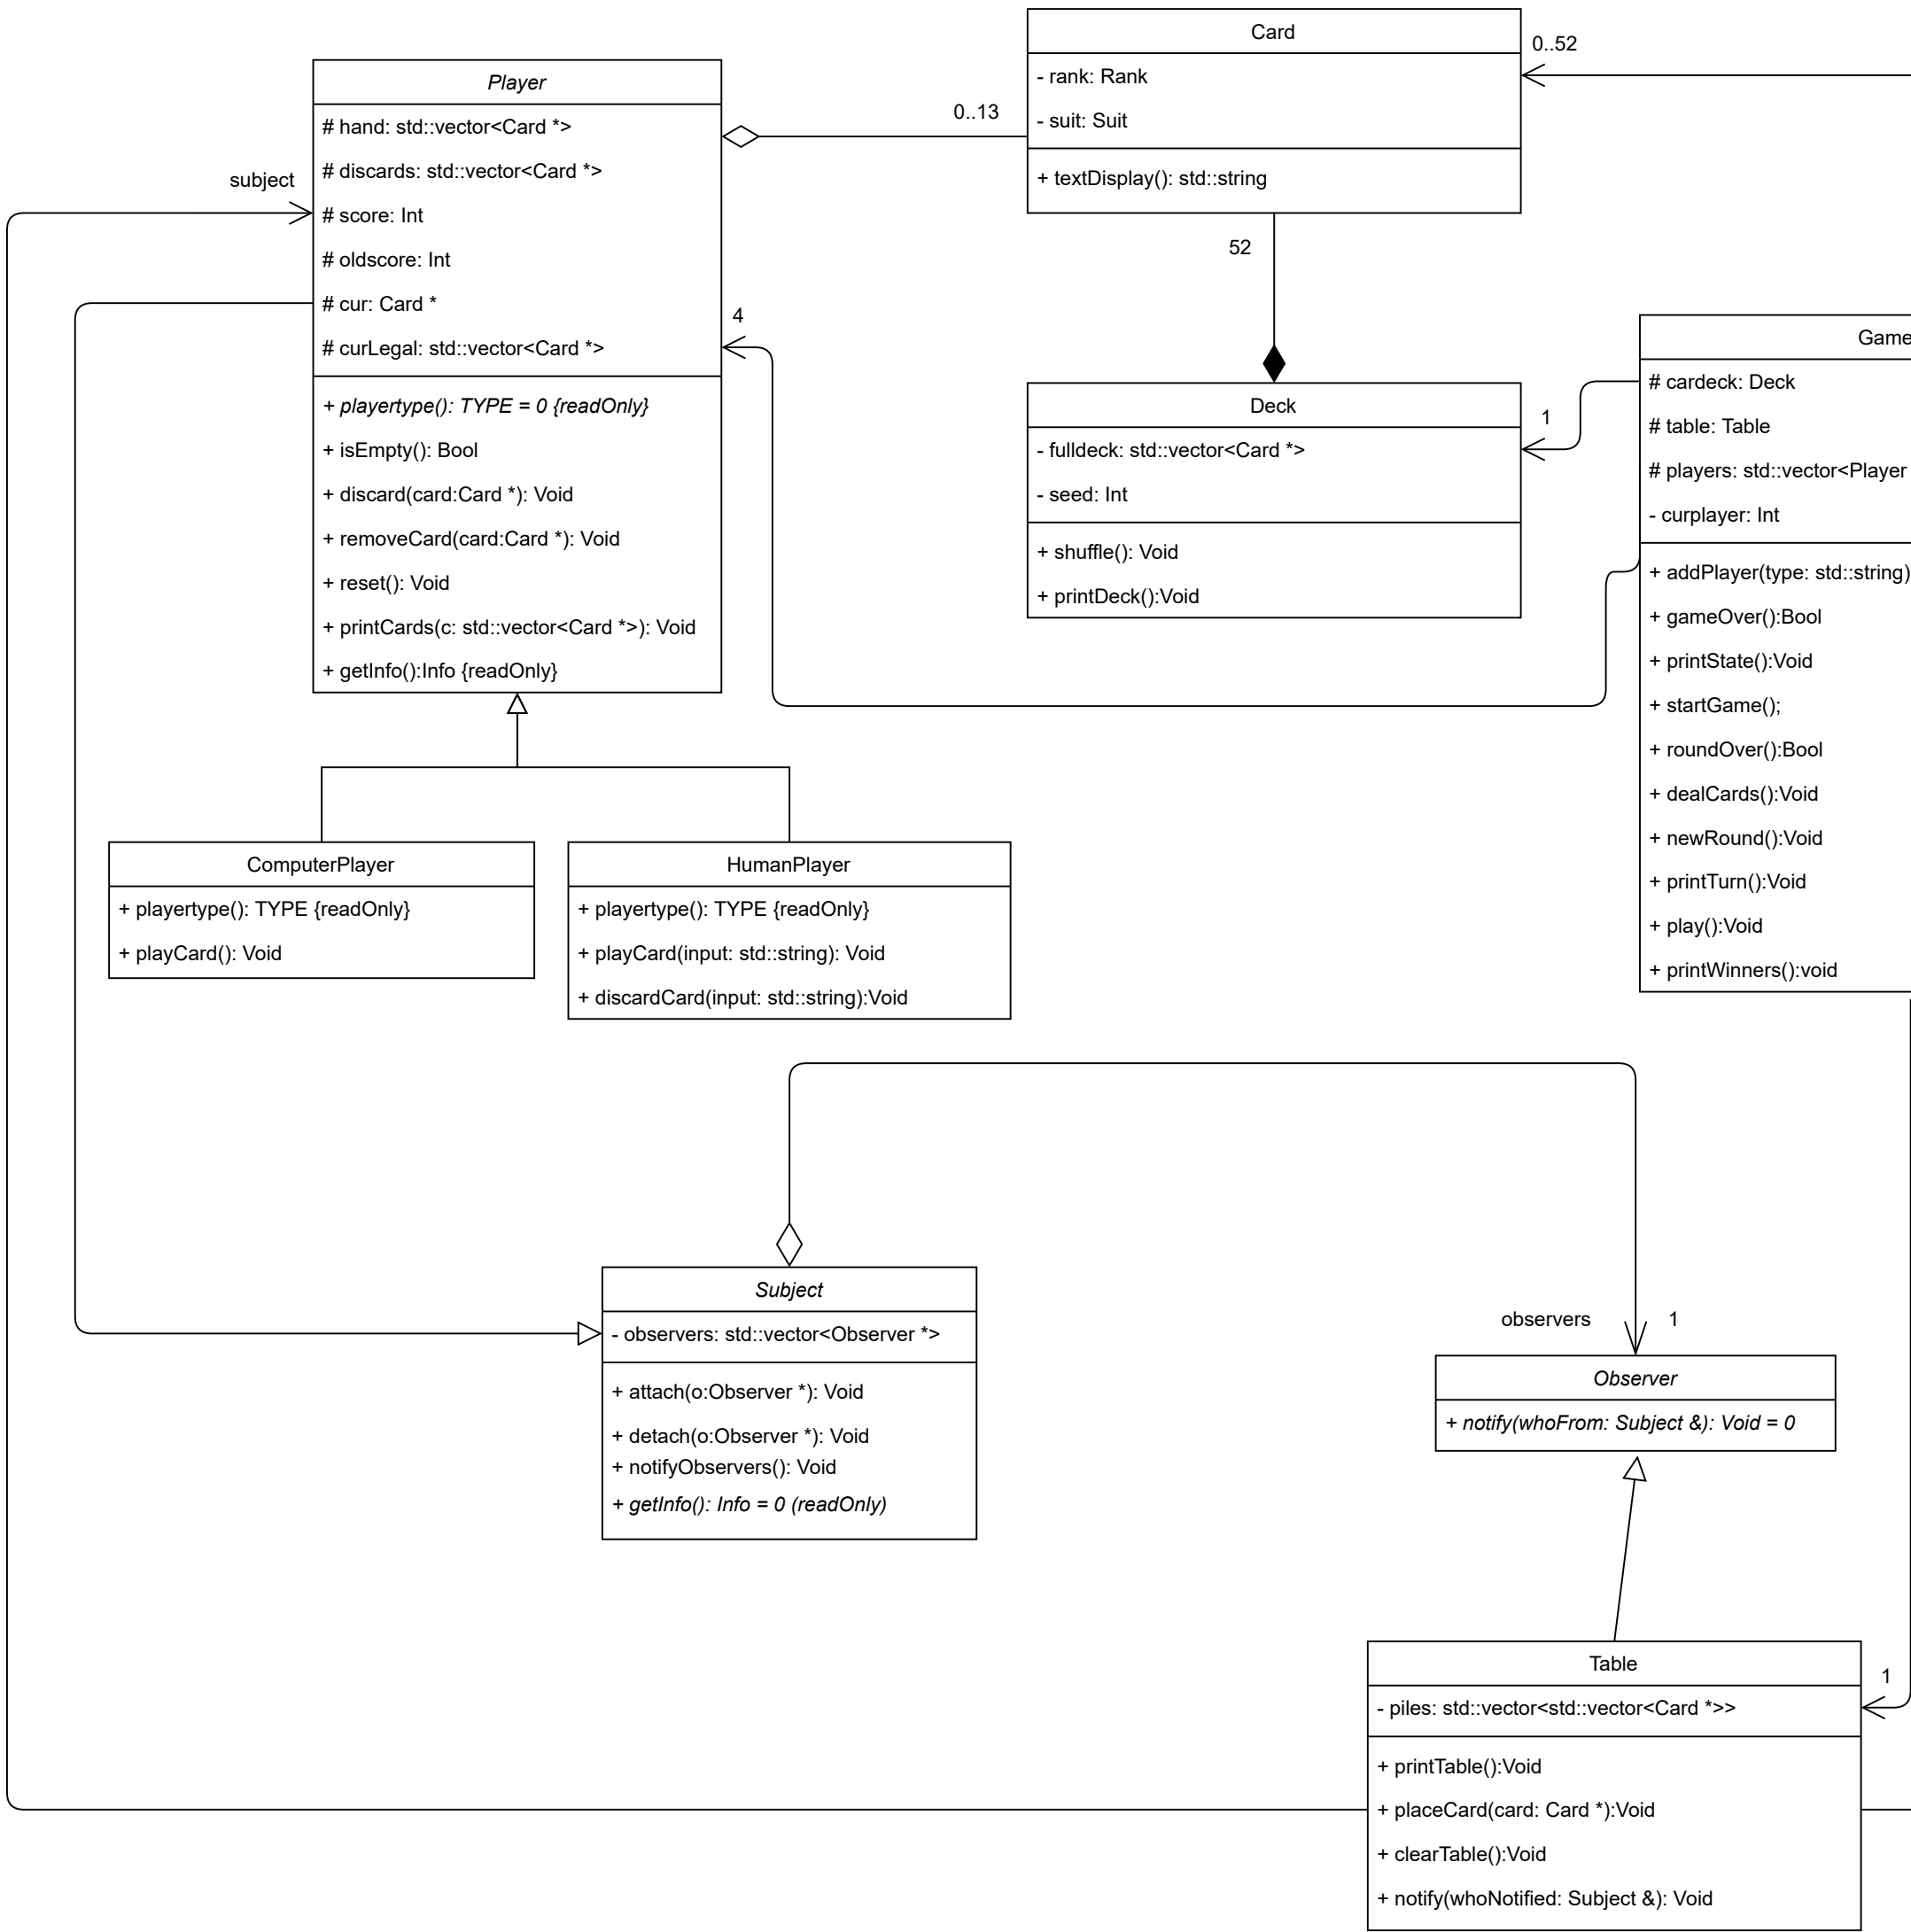 Card
- rank: Rank
- suit: Suit
+ textDisplay(): std::string
0..52
Player
# hand: std::vector<Card *>
# discards: std::vector<Card *>
# score: Int
# oldscore: Int
# cur: Card *
# curLegal: std::vector<Card *>
+ playertype(): TYPE = 0 {readOnly}
+ isEmpty(): Bool
+ discard(card:Card *): Void
+ removeCard(card:Card *): Void
+ reset(): Void
+ printCards(c: std::vector<Card *>): Void
+ getInfo():Info {readOnly}
0..13
subject
52
4
Deck
- fulldeck: std::vector<Card *>
- seed: Int
+ shuffle(): Void
+ printDeck():Void
1
Game
# cardeck: Deck
# table: Table
# players: std::vector<Player
- curplayer: Int
+ addPlayer(type: std::string)
+ gameOver():Bool
+ printState():Void
+ startGame();
+ roundOver():Bool
+ dealCards():Void
+ newRound():Void
+ printTurn():Void
+ play():Void
+ printWinners():void
ComputerPlayer
+ playertype(): TYPE {readOnly}
+ playCard(): Void
HumanPlayer
+ playertype(): TYPE {readOnly}
+ playCard(input: std::string): Void
+ discardCard(input: std::string):Void
Subject
- observers: std::vector<Observer *>
+ attach(o:Observer *): Void
+ detach(o:Observer *): Void
+ notifyObservers(): Void
+ getInfo(): Info = 0 (readOnly)
observers
1
Observer
+ notify(whoFrom: Subject &): Void = 0
Table
- piles: std::vector<std::vector<Card *>>
+ printTable():Void
+ placeCard(card: Card *):Void
+ clearTable():Void
+ notify(whoNotified: Subject &): Void
1